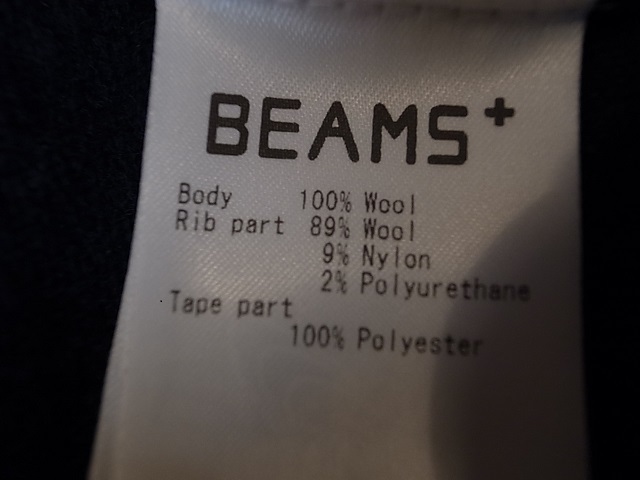 BEAMS+
Body 100% Wool
Rib part 89% Wool
9% Nylon
2% Polyurethane
Tape part
100% Polyester